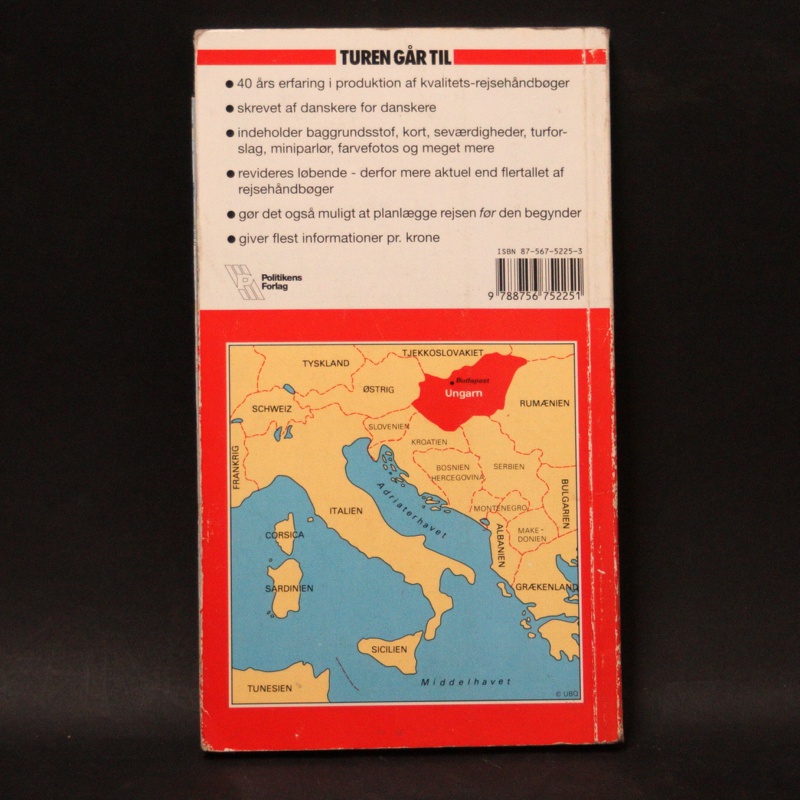 TUREN GÅR TIL
● 40 års erfaring i produktion af kvalitets-rejsehåndbøger
● skrevet af danskere for danskere
● indeholder baggrundsstof, kort, seværdigheder, turfor-
slag, miniparlør, farvefotos og meget mere
● revideres løbende - derfor mere aktuel end flertallet af
rejsehåndbøger
● gør det også muligt at planlægge rejsen før den begynder
● giver flest informationer pr. krone
ISBN 87-567-5225-3
Politikens
Forlag
9 788756 752251
TJEKKOSLOVAKIET
TYSKLAND
Budapest
ØSTRIG
Ungarn
RUMÆNIEN
SCHWEIZ
SLOVENIEN
KROATIEN
FRANKRIG
BOSNIEN
HERCEGOVINA
SERBIEN
BULGARIEN
Adriaterhavet
ITALIEN
MONTENEGRO
CORSICA
ALBANIEN
MAKE-
DONIEN
SARDINIEN
GRÆKENLAND
SICILIEN
Middelhavet
TUNESIEN
© UBO